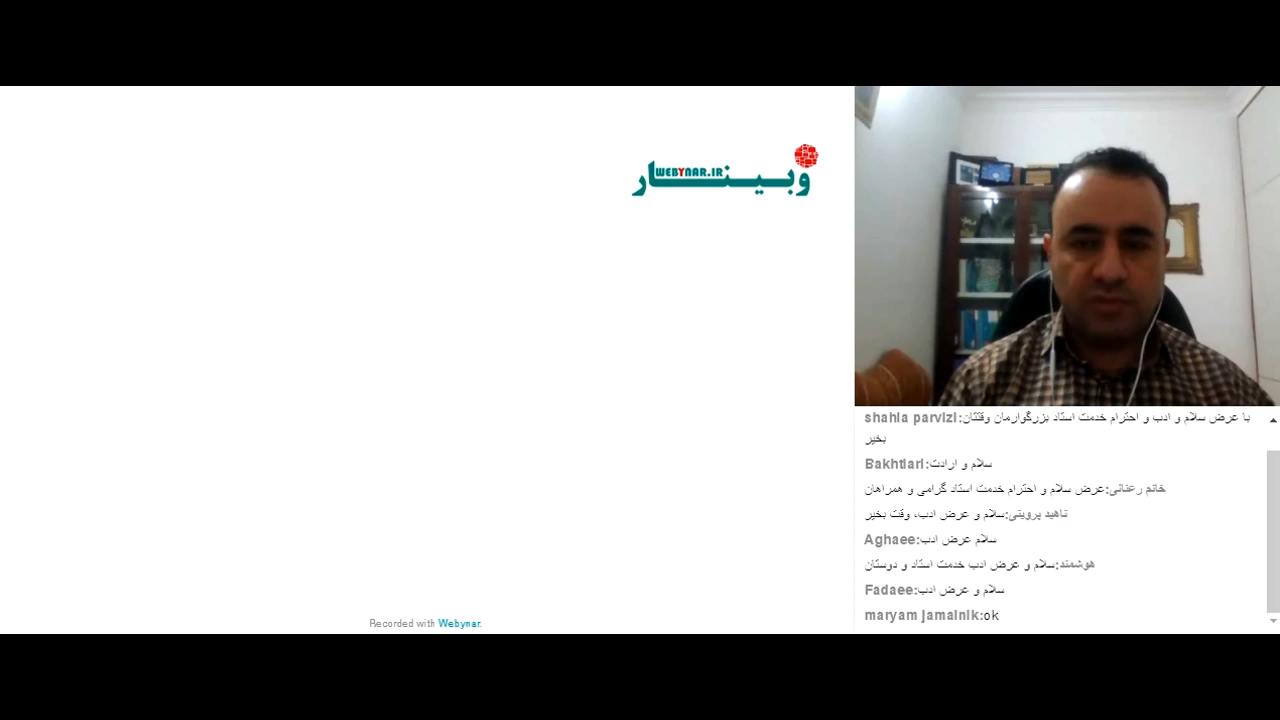 وبینار
WEBYNAR.IR
shahla parvizi:با عرض سلام و ادب و احترام خدمت استاد بزرگوارمان وقتتان
بخیر
Bakhtiari:سلام و ارادت
خانم رعنائی:عرض سلام و احترام خدمت استاد گرامی و همراهان
ناهید پروینی:سلام و عرض ادب، وقت بخیر
Aghaee:سلام عرض ادب
هوشمند:سلام و عرض ادب خدمت استاد و دوستان
Fadaee:سلام و عرض ادب
maryam jamalnik:ok
Recorded with Webynar.